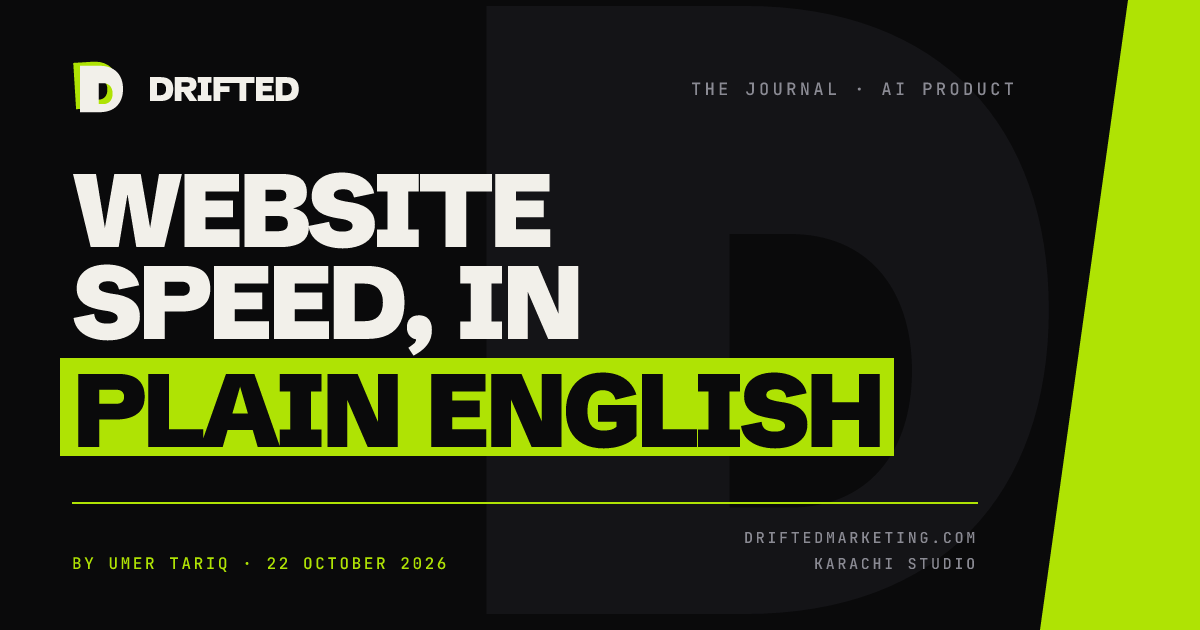 DRIFTED
THE JOURNAL · AI PRODUCT
WEBSITE
SPEED, IN
PLAIN ENGLISH
DRIFTEDMARKETING.COM
BY UMER TARIQ · 22 OCTOBER 2026
KARACHI STUDIO